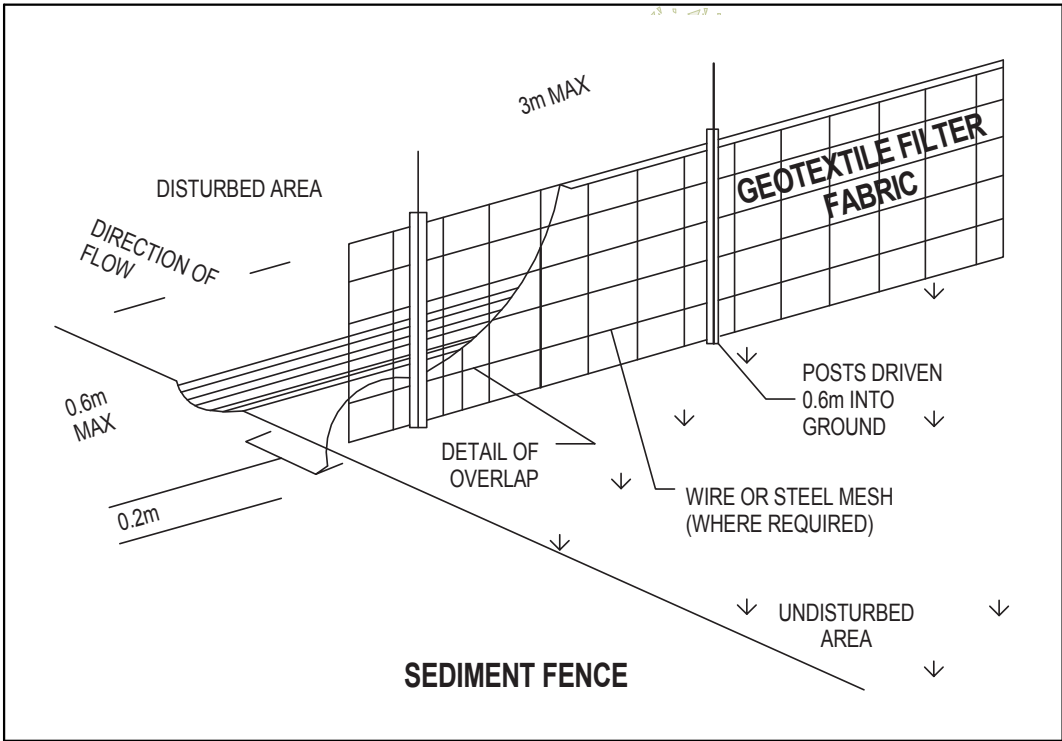 3m MAX
DISTURBED AREA
DIRECTION OF
FLOW
GEOTEXTILE FILTER
FABRIC
0.6m
MAX
0.2m
DETAIL OF
OVERLAP
POSTS DRIVEN
0.6m INTO
GROUND
WIRE OR STEEL MESH
(WHERE REQUIRED)
UNDISTURBED
AREA
SEDIMENT FENCE